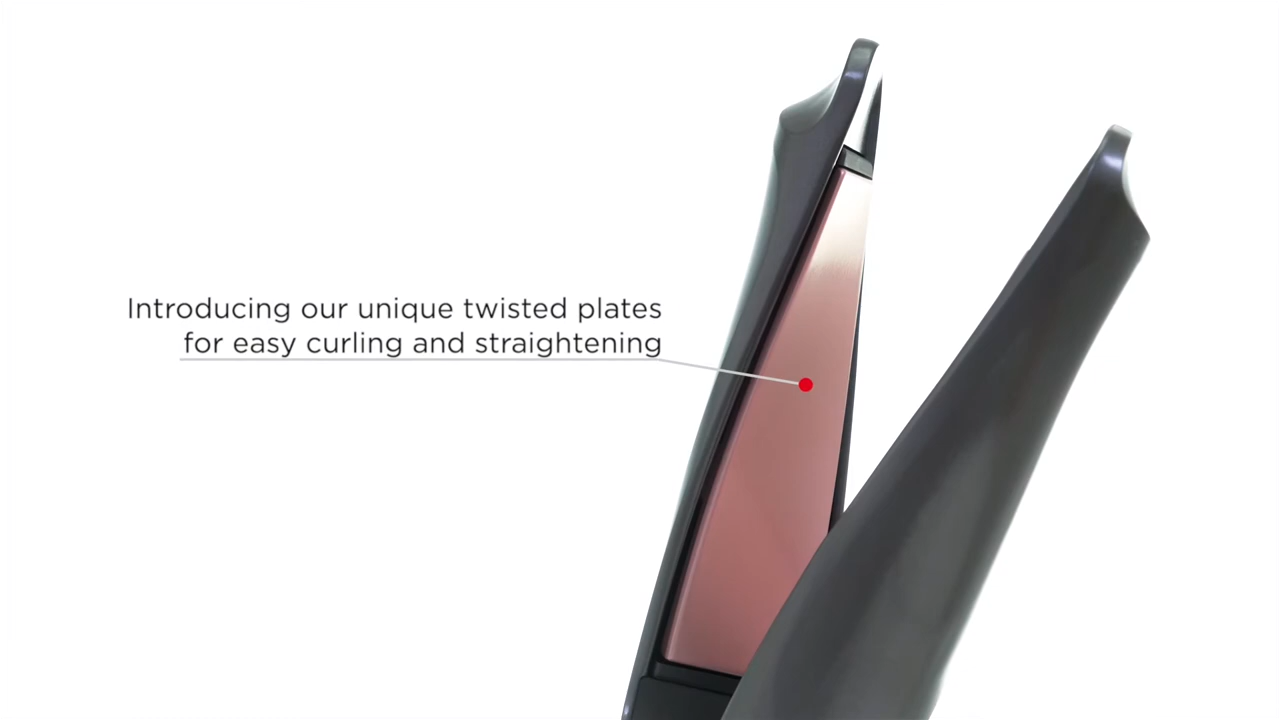 Introducing our unique twisted plates
for easy curling and straightening